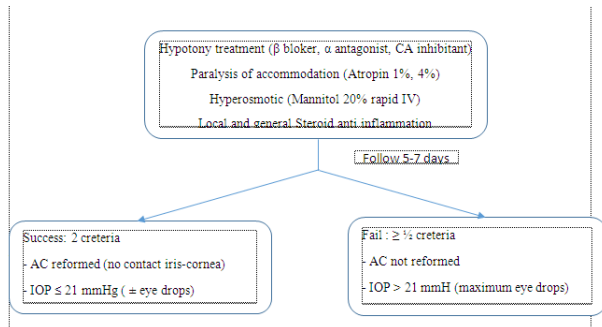 Hypotony treatment (β bloker, α antagonist, CA inhibitant)
Paralysis of accommodation (Atropin 1%, 4%)
Hyperosmotic (Mannitol 20% rapid IV)
Local and general Steroid anti inflammation
Follow 5-7 days
Success: 2 creteria
- AC reformed (no contact iris-cornea)
- IOP ≤ 21 mmHg ( ± eye drops)
Fail : ≥ ½ creteria
- AC not reformed
- IOP > 21 mmH (maximum eye drops)